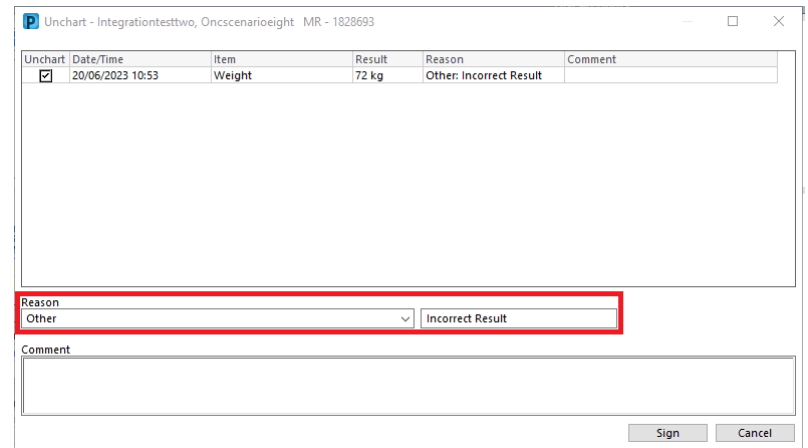 Unchart - Integrationtesttwo, Oncscenarioeight MR - 1828693
Unchart Date/Time Item Result Reason Comment
20/06/2023 10:53 Weight 72 kg Other: Incorrect Result
Reason
Other Incorrect Result
Comment
Sign Cancel